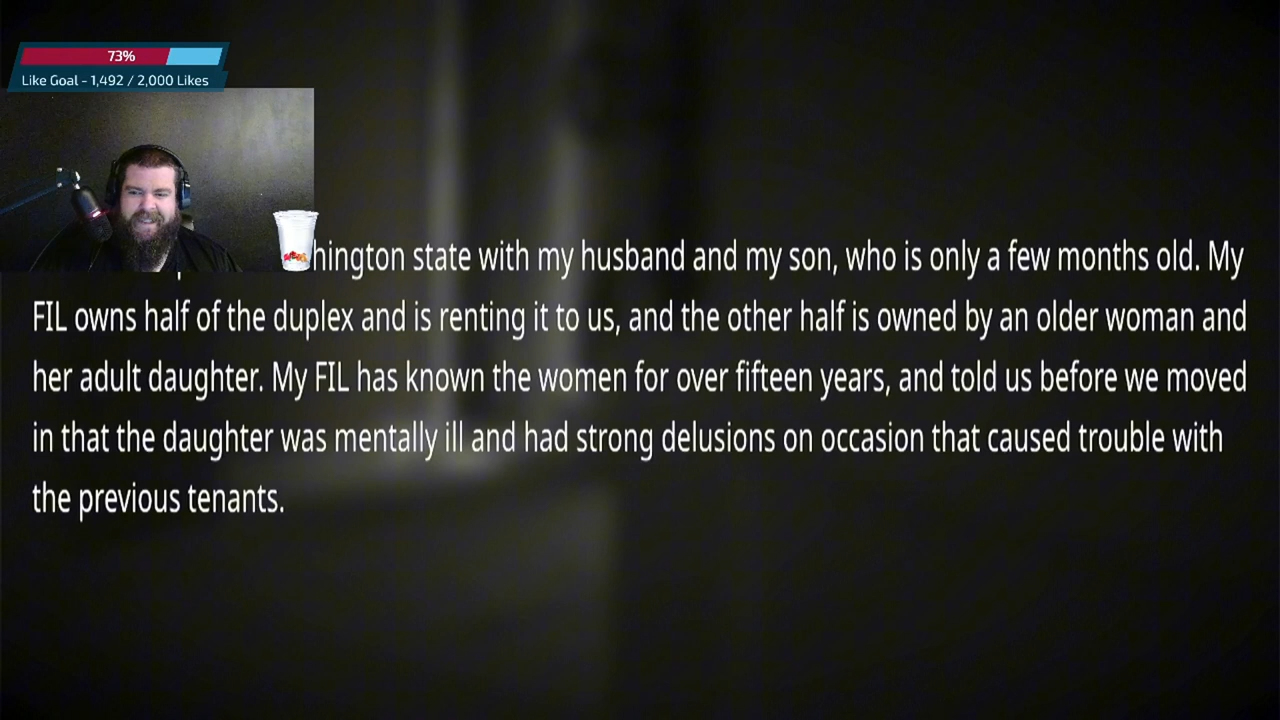 73%
Like Goal - 1,492 / 2,000 Likes
hington state with my husband and my son, who is only a few months old. My
FIL owns half of the duplex and is renting it to us, and the other half is owned by an older woman and
her adult daughter. My FIL has known the women for over fifteen years, and told us before we moved
in that the daughter was mentally ill and had strong delusions on occasion that caused trouble with
the previous tenants.